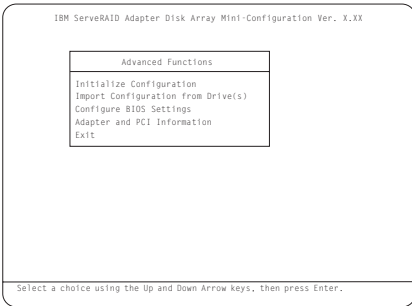 IBM ServeRAID Adapter Disk Array Mini-Configuration Ver. X.XX
Advanced Functions
Initialize Configuration
Import Configuration from Drive(s)
Configure BIOS Settings
Adapter and PCI Information
Exit
Select a choice using the Up and Down Arrow keys, then press Enter.